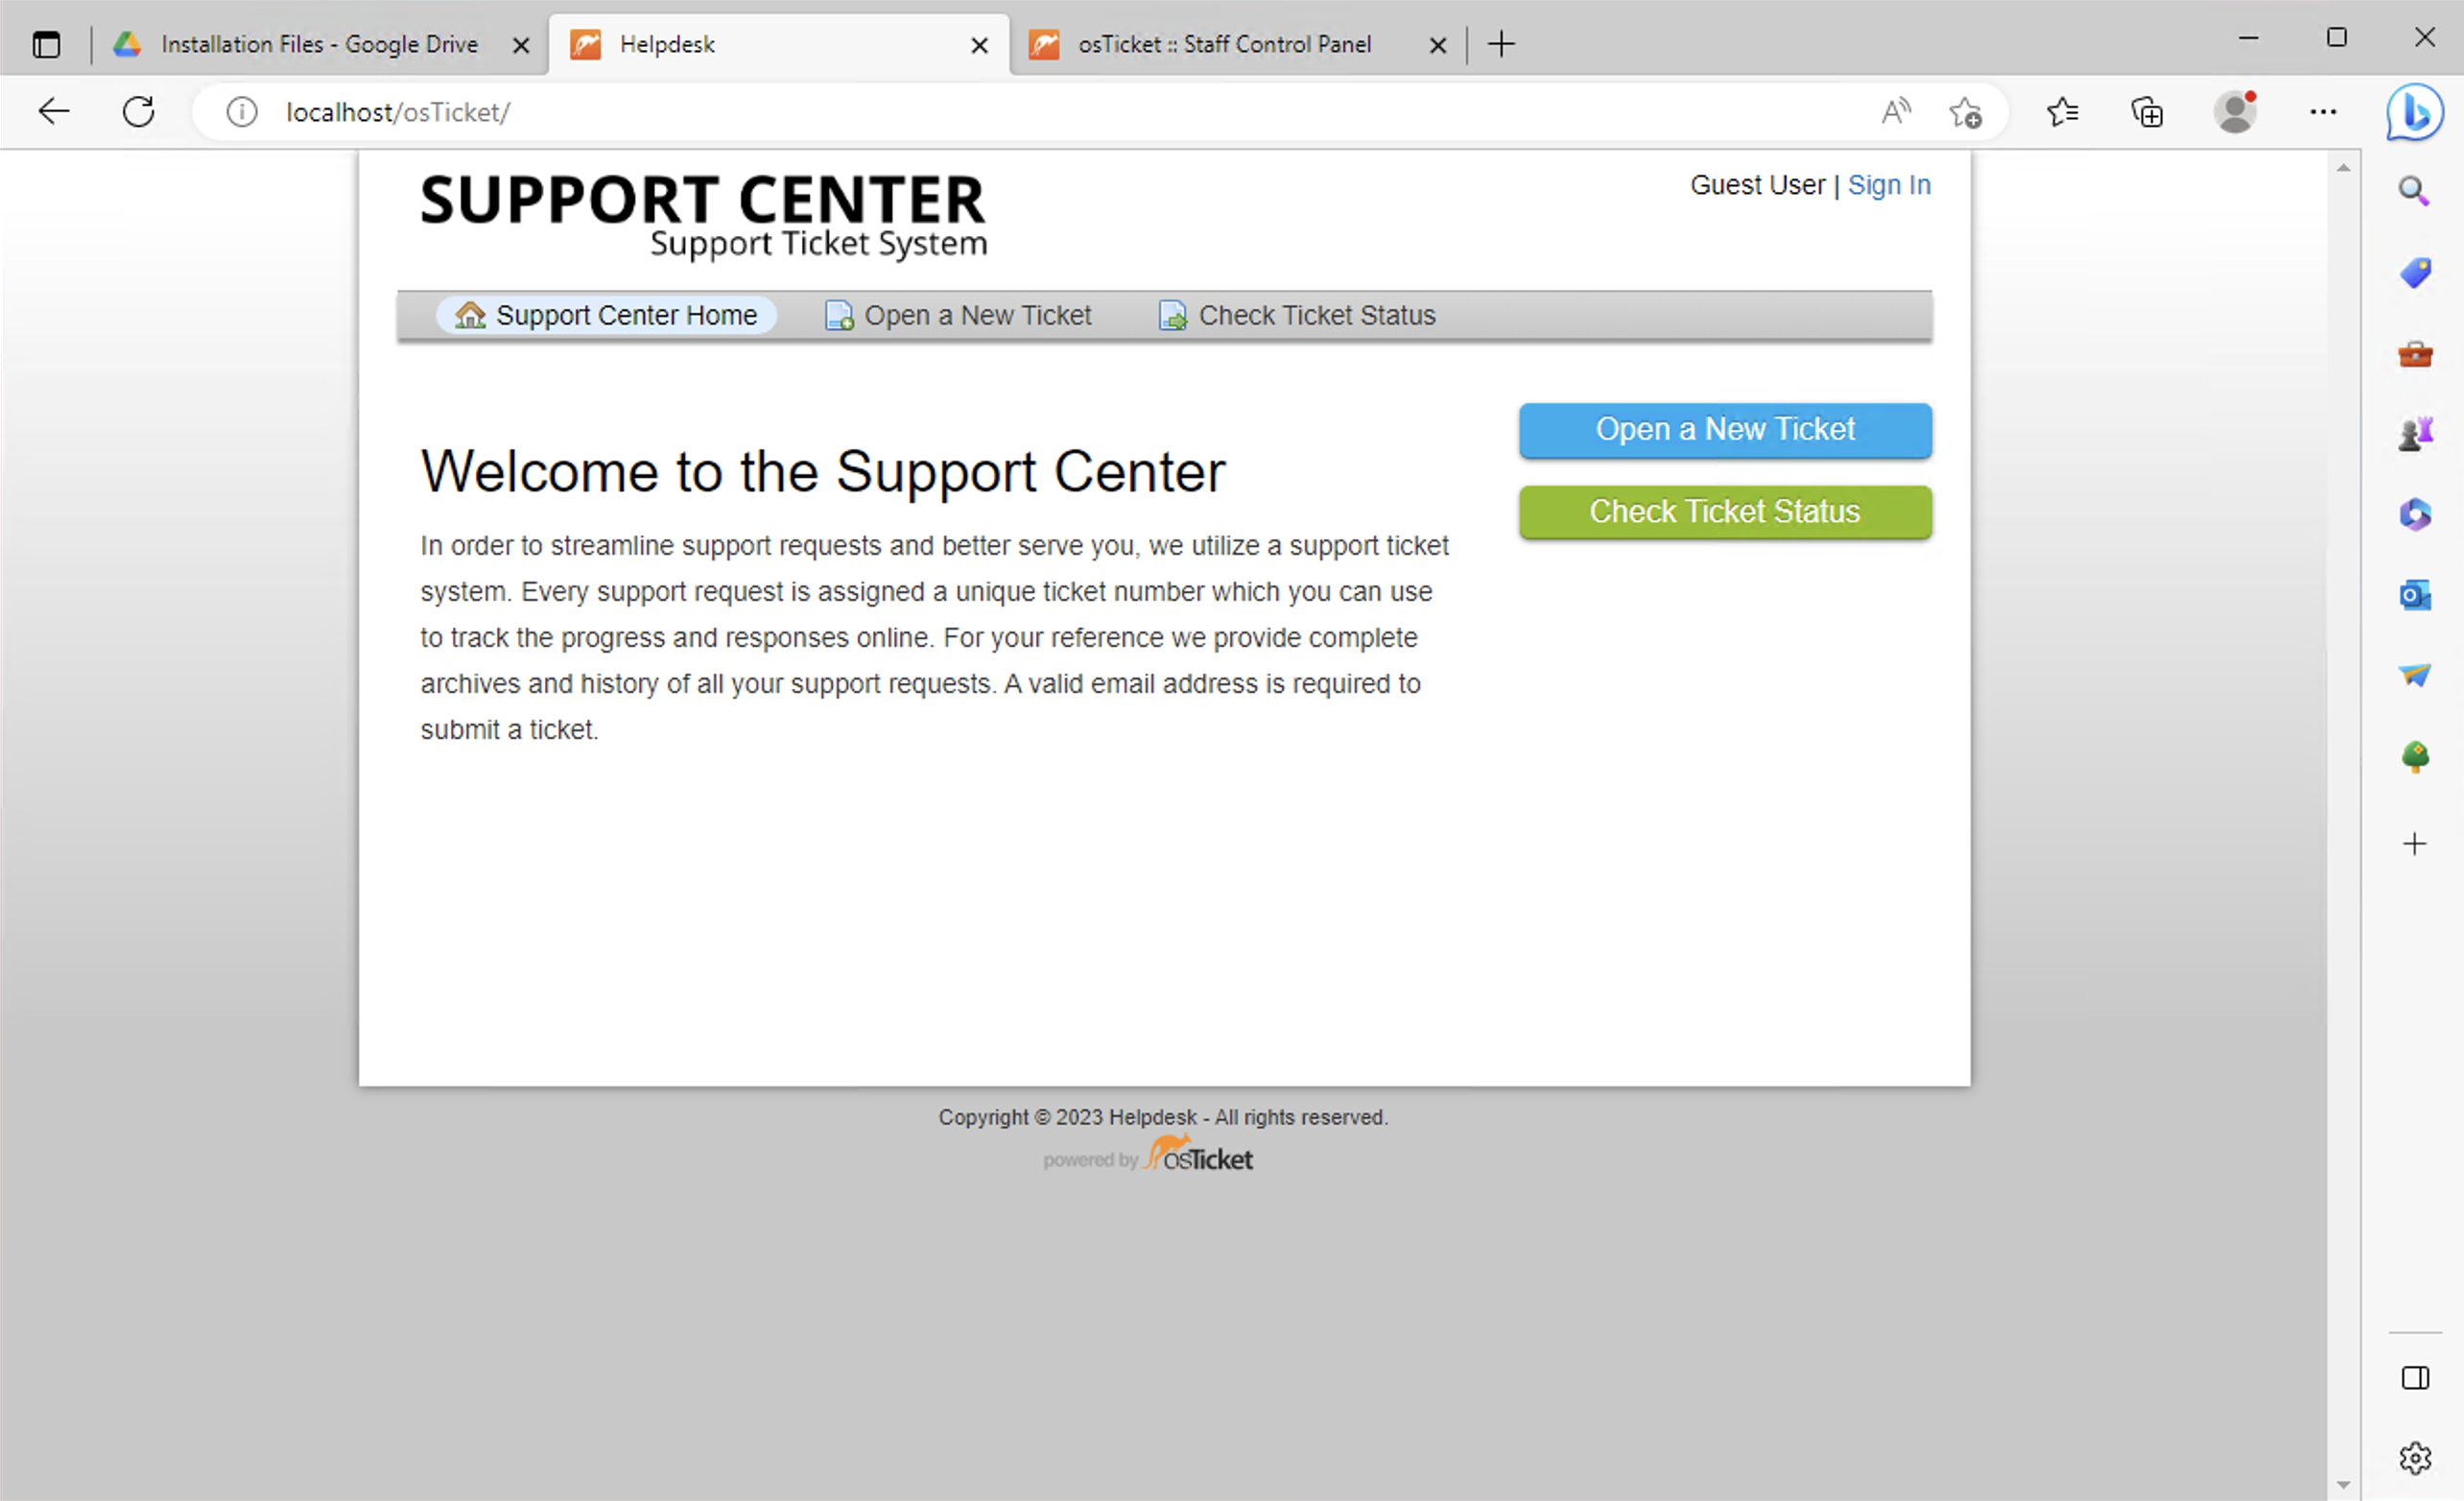 Installation Files - Google Drive
Helpdesk
osTicket :: Staff Control Panel
localhost/osTicket/
SUPPORT CENTER
Support Ticket System
Guest User | Sign In
Support Center Home
Open a New Ticket
Check Ticket Status
Open a New Ticket
Check Ticket Status
Welcome to the Support Center
In order to streamline support requests and better serve you, we utilize a support ticket
system. Every support request is assigned a unique ticket number which you can use
to track the progress and responses online. For your reference we provide complete
archives and history of all your support requests. A valid email address is required to
submit a ticket.
Copyright © 2023 Helpdesk - All rights reserved.
powered by osTicket